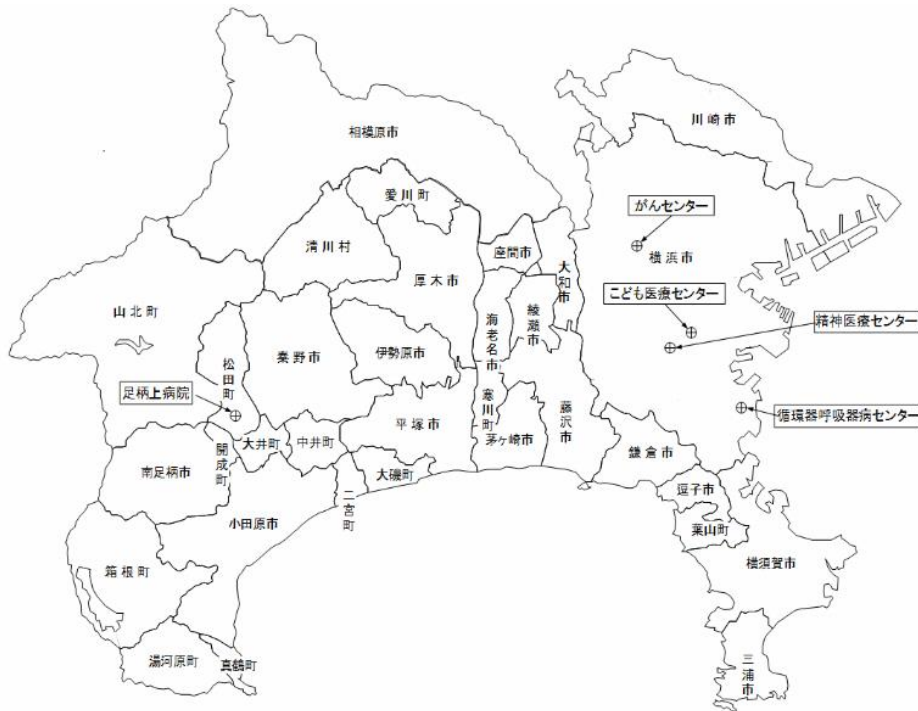 川崎市
相模原市
愛川町
がんセンター
清川村
座間市
横浜市
大和市
厚木市
こども医療センター
山北町
綾瀬市
海老名市
精神医療センター
秦野市
伊勢原市
松田町
足柄上病院
寒川町
藤沢市
循環器呼吸器病センター
平塚市
大井町
中井町
茅ヶ崎市
開成町
鎌倉市
南足柄市
大磯町
逗子市
二宮町
小田原市
葉山町
横須賀市
箱根町
湯河原町
真鶴町
三浦市